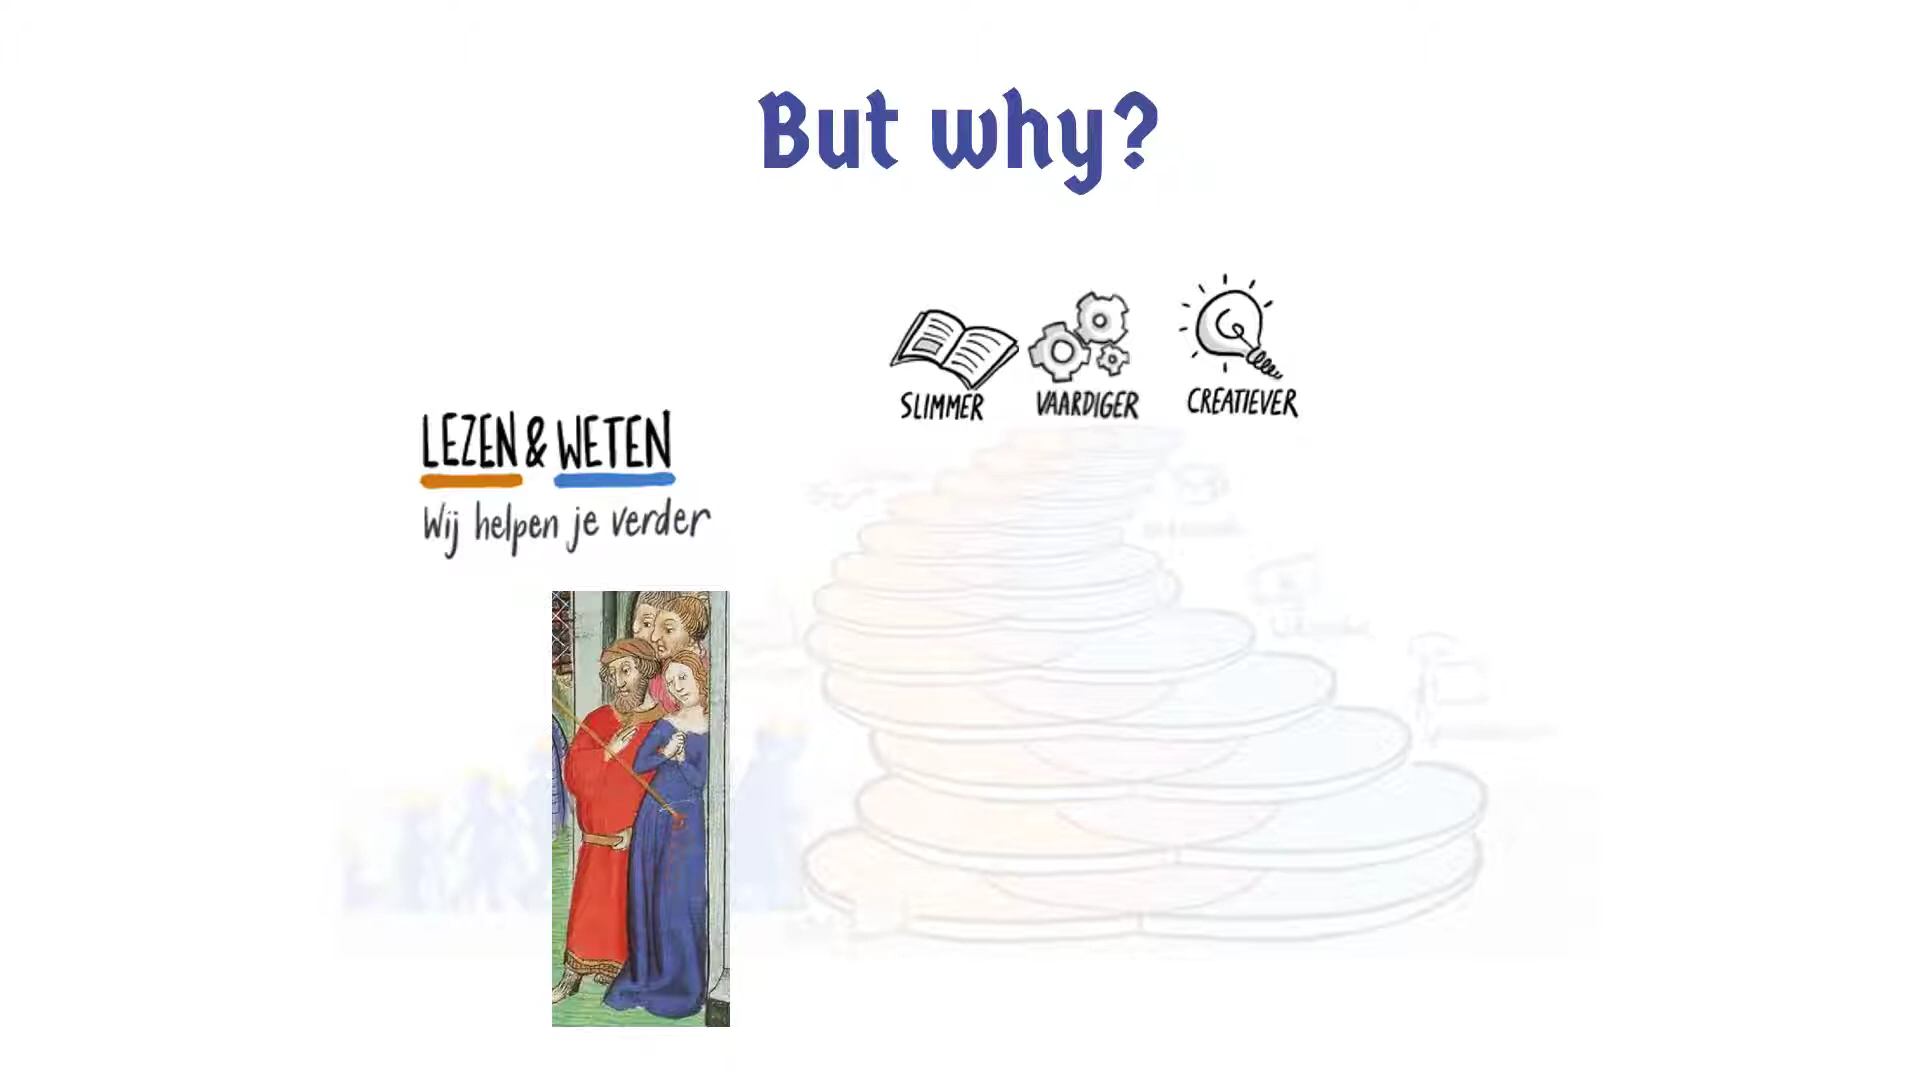 But why?
SLIMMER
VAARDIGER
CREATIEVER
LEZEN & WETEN
Wij helpen je verder